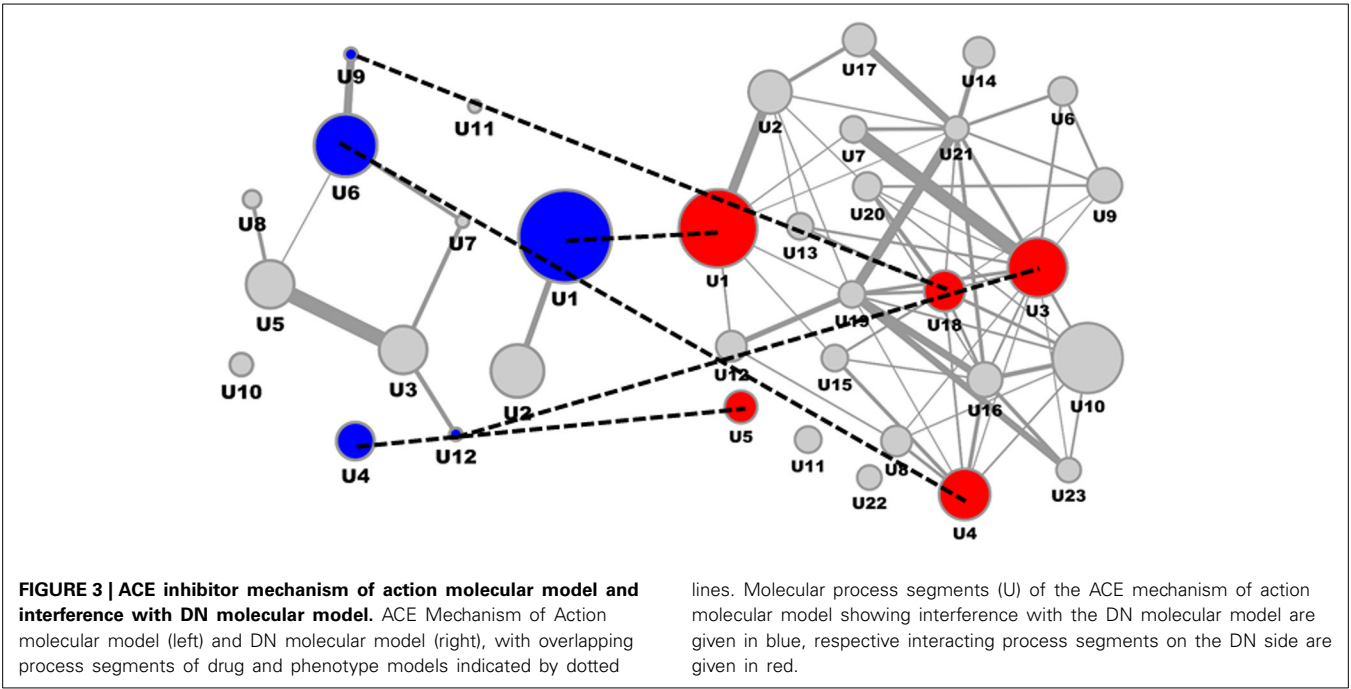 U17
U14
U9
U2
U6
U11
U7
U21
U6
U20
U9
U8
U7
U13
U1
U1
U5
U19
U18
U3
U10
U3
U2
U12
U15
U16
U10
U4
U12
U5
U11
U8
U22
U23
U4
FIGURE 3 | ACE inhibitor mechanism of action molecular model and
interference with DN molecular model. ACE Mechanism of Action
molecular model (left) and DN molecular model (right), with overlapping
process segments of drug and phenotype models indicated by dotted
lines. Molecular process segments (U) of the ACE mechanism of action
molecular model showing interference with the DN molecular model are
given in blue, respective interacting process segments on the DN side are
given in red.